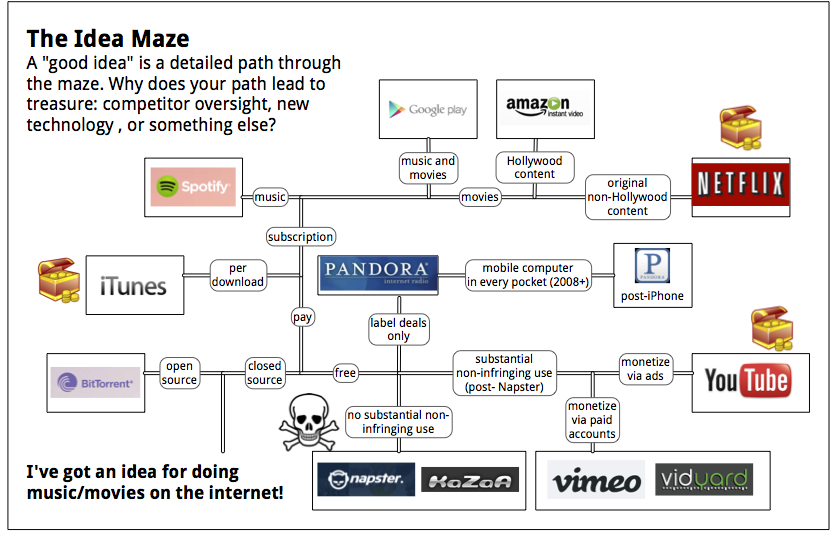 The Idea Maze
A "good idea" is a detailed path through
the maze. Why does your path lead to
treasure: competitor oversight, new
technology , or something else?
Google play
amazon
instant video
music and
movies
Hollywood
content
original
non-Hollywood
content
Spotify
music
movies
NETFLIX
subscription
iTunes
per
download
PANDORA
internet radio
mobile computer
in every pocket (2008+)
P
PANDORA
post-iPhone
pay
label deals
only
BitTorrent
open
source
closed
source
free
substantial
non-infringing use
(post- Napster)
monetize
via ads
YouTube
no substantial non-
infringing use
monetize
via paid
accounts
I've got an idea for doing
music/movies on the internet!
napster.
KaZaA
vimeo
vidyard